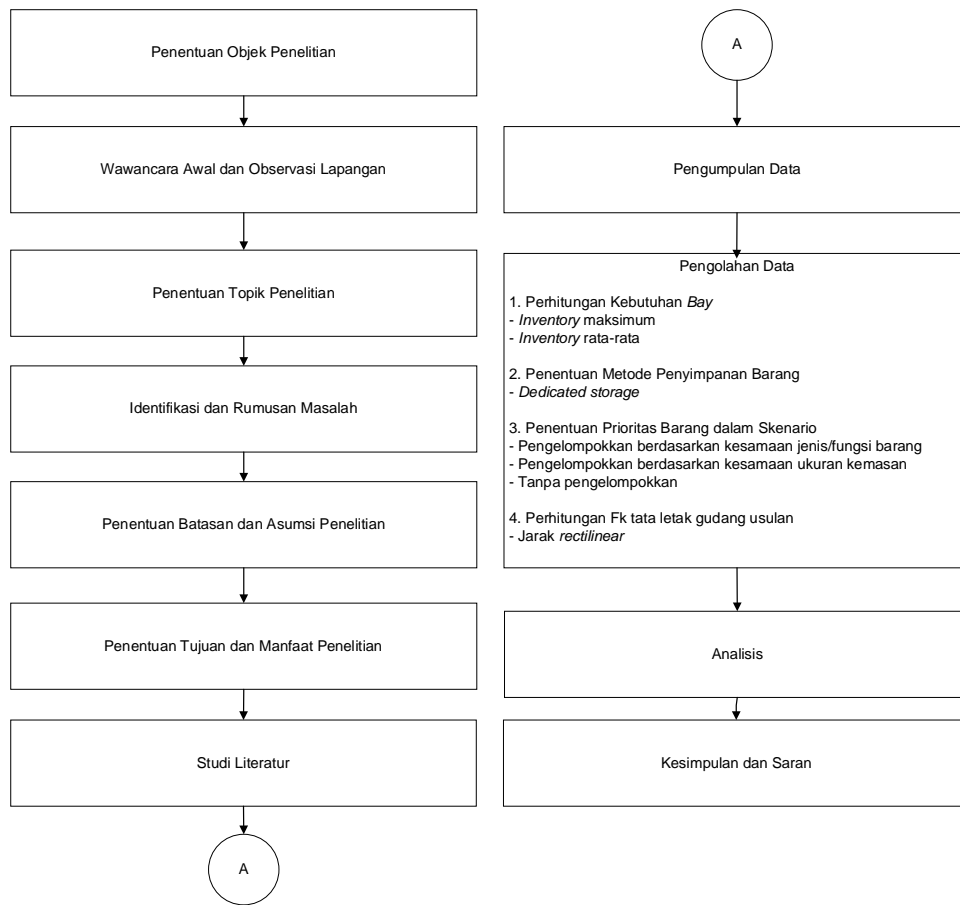 Penentuan Objek Penelitian
Wawancara Awal dan Observasi Lapangan
Penentuan Topik Penelitian
Identifikasi dan Rumusan Masalah
Penentuan Batasan dan Asumsi Penelitian
Penentuan Tujuan dan Manfaat Penelitian
Studi Literatur
A
A
Pengumpulan Data
Pengolahan Data
1. Perhitungan Kebutuhan Bay
- Inventory maksimum
- Inventory rata-rata
2. Penentuan Metode Penyimpanan Barang
- Dedicated storage
3. Penentuan Prioritas Barang dalam Skenario
- Pengelompokkan berdasarkan kesamaan jenis/fungsi barang
- Pengelompokkan berdasarkan kesamaan ukuran kemasan
- Tanpa pengelompokkan
4. Perhitungan Fk tata letak gudang usulan
- Jarak rectilinear
Analisis
Kesimpulan dan Saran